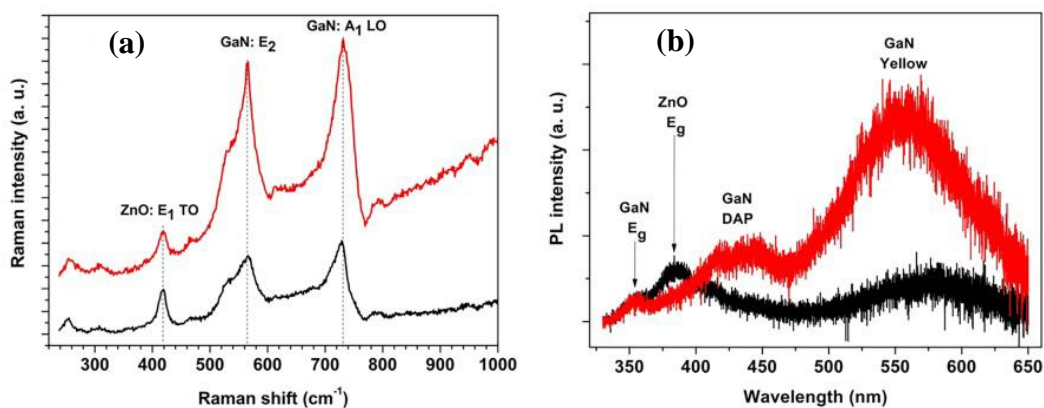 (a)
GaN: E2
GaN: A1 LO
ZnO: E1 TO
Raman intensity (a. u.)
300 400 500 600 700 800 900 1000
Raman shift (cm-1)
(b)
GaN
Yellow
ZnO
Eg
GaN
DAP
GaN
Eg
PL intensity (a. u.)
350 400 450 500 550 600 650
Wavelength (nm)